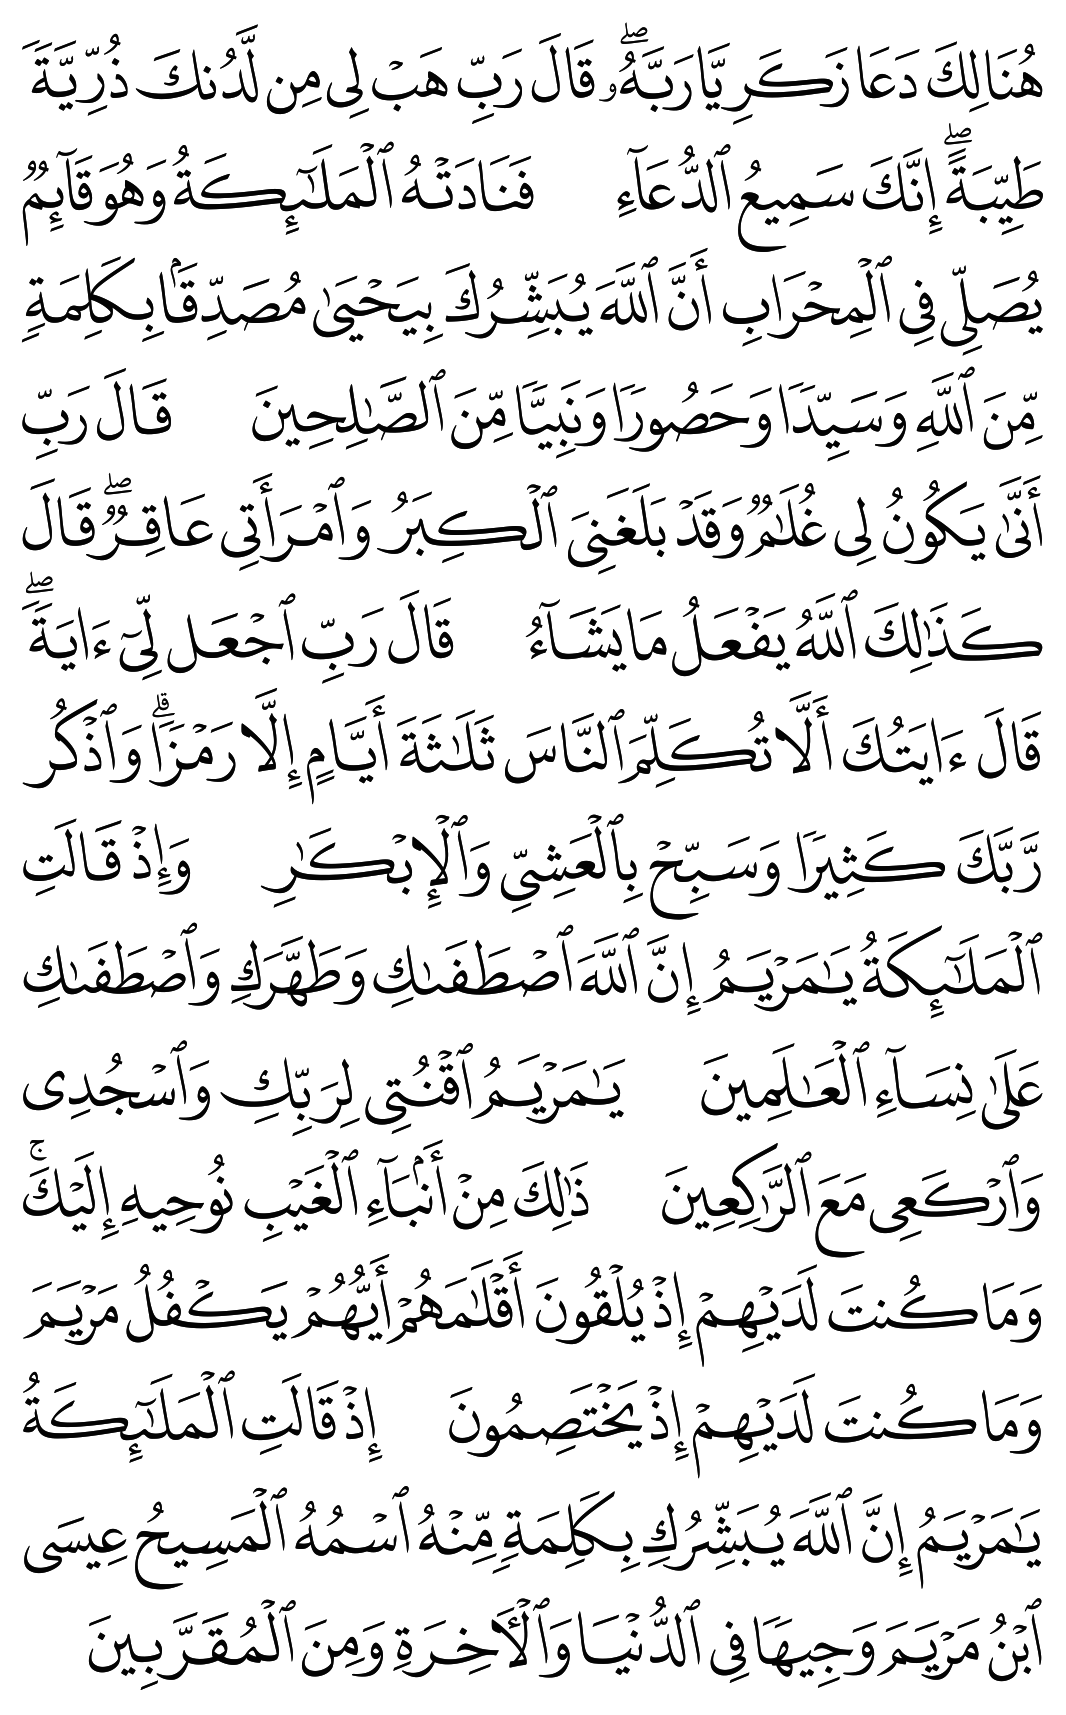 هُنَالِكَ دَعَا زَكَرِيَّا رَبَّهُۥۖ قَالَ رَبِّ هَبۡ لِي مِن لَّدُنكَ ذُرِّيَّةٗ
طَيِّبَةًۖ إِنَّكَ سَمِيعُ ٱلدُّعَآءِ فَنَادَتۡهُ ٱلۡمَلَٰٓئِكَةُ وَهُوَ قَآئِمٞ
يُصَلِّي فِي ٱلۡمِحۡرَابِ أَنَّ ٱللَّهَ يُبَشِّرُكَ بِيَحۡيَىٰ مُصَدِّقَۢا بِكَلِمَةٖ
مِّنَ ٱللَّهِ وَسَيِّدٗا وَحَصُورٗا وَنَبِيّٗا مِّنَ ٱلصَّٰلِحِينَ قَالَ رَبِّ
أَنَّىٰ يَكُونُ لِي غُلَٰمٞ وَقَدۡ بَلَغَنِيَ ٱلۡكِبَرُ وَٱمۡرَأَتِي عَاقِرٞۖ قَالَ
كَذَٰلِكَ ٱللَّهُ يَفۡعَلُ مَا يَشَآءُ قَالَ رَبِّ ٱجۡعَل لِّيٓ ءَايَةٗۖ
قَالَ ءَايَتُكَ أَلَّا تُكَلِّمَ ٱلنَّاسَ ثَلَٰثَةَ أَيَّامٍ إِلَّا رَمۡزٗاۗ وَٱذۡكُر
رَّبَّكَ كَثِيرٗا وَسَبِّحۡ بِٱلۡعَشِيِّ وَٱلۡإِبۡكَٰرِ وَإِذۡ قَالَتِ
ٱلۡمَلَٰٓئِكَةُ يَٰمَرۡيَمُ إِنَّ ٱللَّهَ ٱصۡطَفَىٰكِ وَطَهَّرَكِ وَٱصۡطَفَىٰكِ
عَلَىٰ نِسَآءِ ٱلۡعَٰلَمِينَ يَٰمَرۡيَمُ ٱقۡنُتِي لِرَبِّكِ وَٱسۡجُدِي
وَٱرۡكَعِي مَعَ ٱلرَّٰكِعِينَ ذَٰلِكَ مِنۡ أَنۢبَآءِ ٱلۡغَيۡبِ نُوحِيهِ إِلَيۡكَۚ
وَمَا كُنتَ لَدَيۡهِمۡ إِذۡ يُلۡقُونَ أَقۡلَٰمَهُمۡ أَيُّهُمۡ يَكۡفُلُ مَرۡيَمَ
وَمَا كُنتَ لَدَيۡهِمۡ إِذۡ يَخۡتَصِمُونَ إِذۡ قَالَتِ ٱلۡمَلَٰٓئِكَةُ
يَٰمَرۡيَمُ إِنَّ ٱللَّهَ يُبَشِّرُكِ بِكَلِمَةٖ مِّنۡهُ ٱسۡمُهُ ٱلۡمَسِيحُ عِيسَى
ٱبۡنُ مَرۡيَمَ وَجِيهٗا فِي ٱلدُّنۡيَا وَٱلۡأٓخِرَةِ وَمِنَ ٱلۡمُقَرَّبِينَ